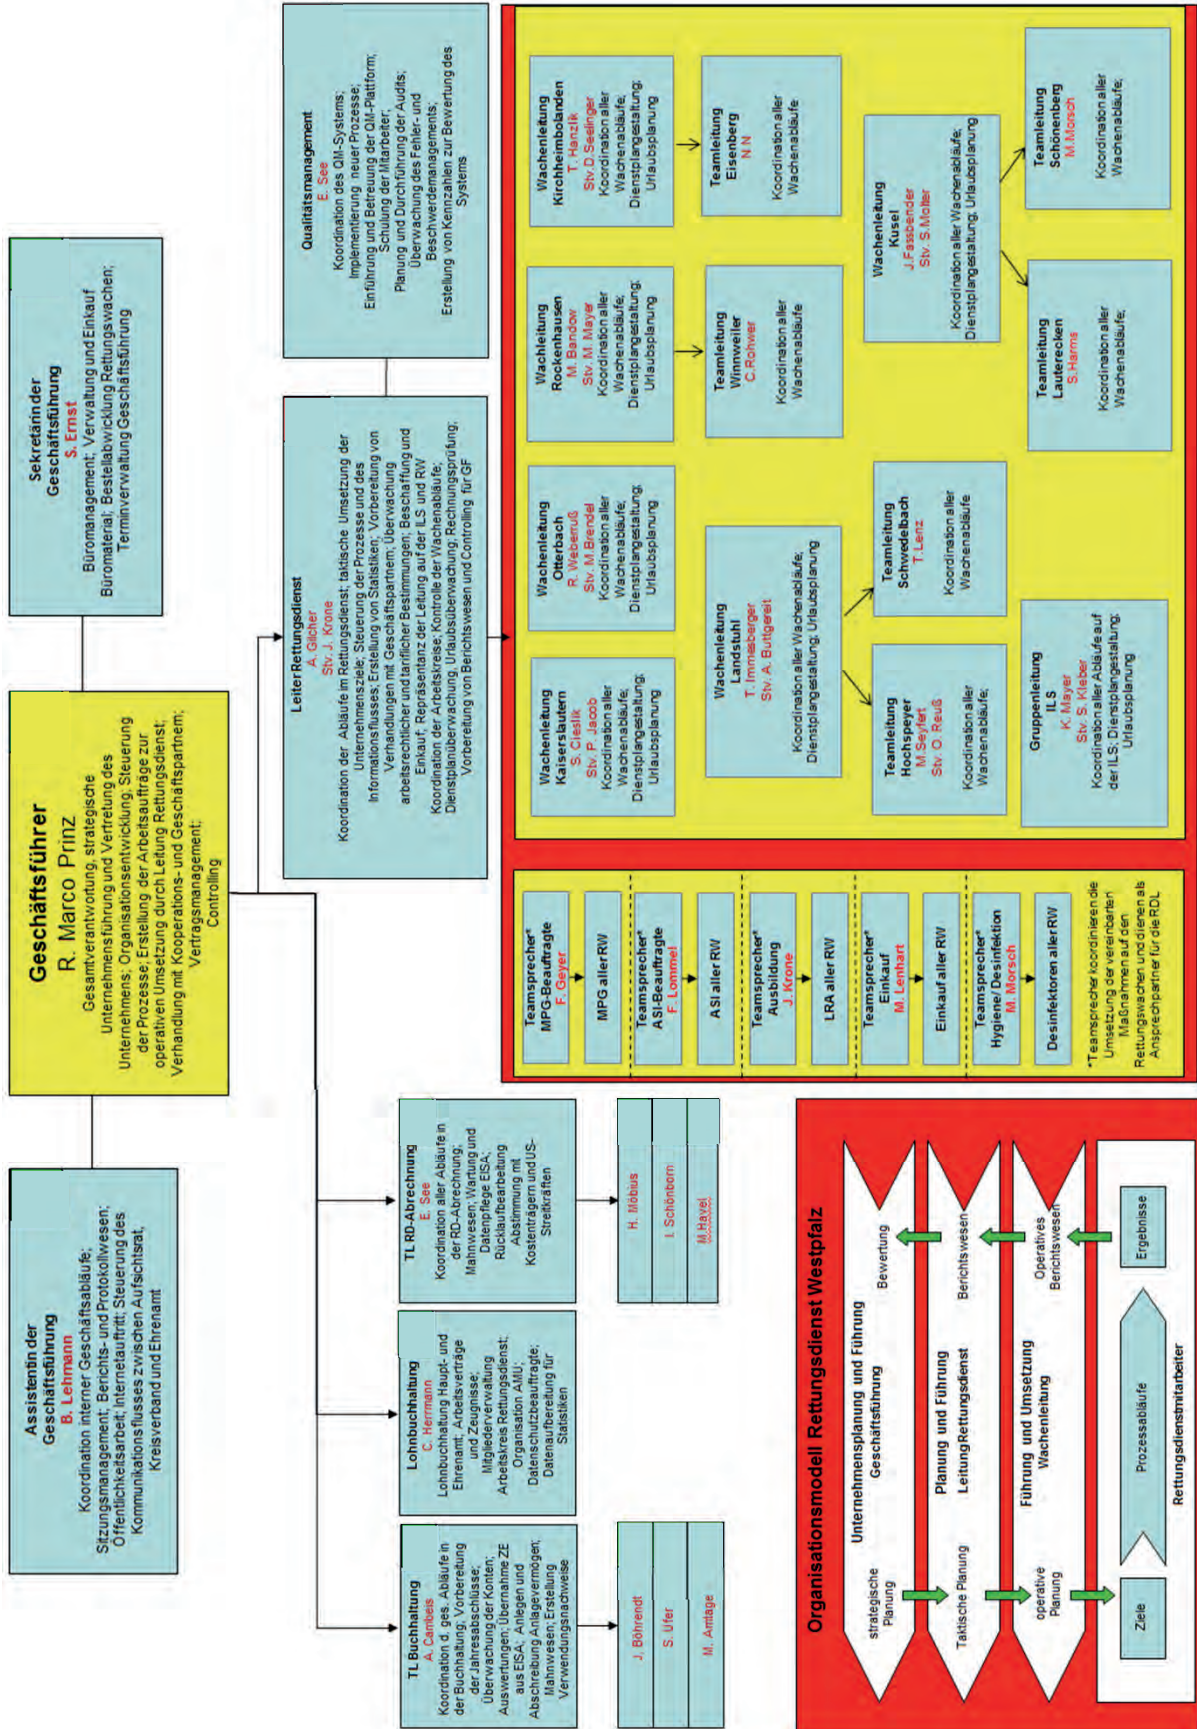 Assistentin der
Geschäftsführung
B. Lehmann
Koordination interner Geschäftsabläufe;
Sitzungsmanagement; Berichts- und Protokollwesen;
Öffentlichkeitsarbeit; Internetauftritt; Steuerung des
Kommunikationsflusses zwischen Aufsichtsrat,
Kreisverband und Ehrenamt
Geschäftsführer
R. Marco Prinz
Gesamtverantwortung, strategische
Unternehmensführung und Vertretung des
Unternehmens; Organisationsentwicklung; Steuerung
der Prozesse; Erstellung der Arbeitsaufträge zur
operativen Umsetzung durch Leitung Rettungsdienst;
Verhandlung mit Kooperations- und Geschäftspartnern;
Vertragsmanagement;
Controlling
Sekretärin der
Geschäftsführung
S. Ernst
Büromanagement; Verwaltung und Einkauf
Büromaterial; Bestellabwicklung Rettungswachen;
Terminverwaltung Geschäftsführung
TL Buchhaltung
A. Cambeis
Koordination d. ges. Abläufe in
der Buchhaltung; Vorbereitung
der Jahresabschlüsse;
Überwachung der Konten;
Auswertungen; Übernahme ZE
aus EISA; Anlegen und
Abschreibung Anlagevermögen;
Mahnwesen; Erstellung
Verwendungsnachweise
J. Böhrendt
S. Ufer
M. Amtage
Lohnbuchhaltung
C. Herrmann
Lohnbuchhaltung Haupt- und
Ehrenamt; Arbeitsverträge
und Zeugnisse;
Mitgliederverwaltung
Arbeitskreis Rettungsdienst;
Organisation AMU;
Datenschutzbeauftragte;
Datenaufbereitung für
Statistiken
TL RD-Abrechnung
E. See
Koordination aller Abläufe in
der RD-Abrechnung;
Mahnwesen; Wartung und
Datenpflege EISA;
Rücklaufbearbeitung
Abstimmung mit
Kostenträgern und US-
Streitkräften
H. Möbius
I. Schönborn
M.Havel
Leiter Rettungsdienst
A. Gilcher
Stv. J. Krone
Koordination der Abläufe im Rettungsdienst; taktische Umsetzung der
Unternehmensziele; Steuerung der Prozesse und des
Informationsflusses; Erstellung von Statistiken; Vorbereitung von
Verhandlungen mit Geschäftspartnern; Überwachung
arbeitsrechtlicher und tariflicher Bestimmungen; Beschaffung und
Einkauf; Repräsentanz der Leitung auf der ILS und RW
Koordination der Arbeitskreise; Kontrolle der Wachenabläufe;
Dienstplanüberwachung, Urlaubsüberwachung; Rechnungsprüfung;
Vorbereitung von Berichtswesen und Controlling für GF
Qualitätsmanagement
E. See
Koordination des QM-Systems;
Implementierung neuer Prozesse;
Einführung und Betreuung der QM-Plattform;
Schulung der Mitarbeiter;
Planung und Durchführung der Audits;
Überwachung des Fehler- und
Beschwerdemanagements;
Erstellung von Kennzahlen zur Bewertung des
Systems
Teamsprecher*
MPG-Beauftragte
F. Geyer
MPG aller RW
Teamsprecher*
ASI-Beauftragte
F. Lommel
ASI aller RW
Teamsprecher*
Ausbildung
J. Krone
LRA aller RW
Teamsprecher*
Einkauf
M. Lenhart
Einkauf aller RW
Teamsprecher*
Hygiene/ Desinfektion
M. Morsch
Desinfektoren aller RW
*Teamsprecher koordinieren die
Umsetzung der vereinbarten
Maßnahmen auf den
Rettungswachen und dienen als
Ansprechpartner für die RDL
Wachenleitung
Kaiserslautern
S. Cieslik
Stv. P. Jacob
Koordination aller
Wachenabläufe;
Dienstplangestaltung;
Urlaubsplanung
Wachenleitung
Otterbach
R. Weberruß
Stv. M.Brendel
Koordination aller
Wachenabläufe;
Dienstplangestaltung;
Urlaubsplanung
Wachleitung
Rockenhausen
M. Bandow
Stv. M. Mayer
Koordination aller
Wachenabläufe;
Dienstplangestaltung;
Urlaubsplanung
Wachenleitung
Kirchheimbolanden
T. Hanzlik
Stv.D.Seelinger
Koordination aller
Wachenabläufe;
Dienstplangestaltung;
Urlaubsplanung
Wachenleitung
Landstuhl
T. Immesberger
Stv. A. Buttgereit
Koordination aller Wachenabläufe;
Dienstplangestaltung; Urlaubsplanung
Teamleitung
Winnweiler
C.Rohwer
Koordination aller
Wachenabläufe
Teamleitung
Eisenberg
N N
Koordination aller
Wachenabläufe
Teamleitung
Hochspeyer
M.Seyfert
Stv. O. Reuß
Koordination aller
Wachenabläufe;
Teamleitung
Schwedelbach
T.Lenz
Koordination aller
Wachenabläufe
Wachenleitung
Kusel
J.Fassbender
Stv. S.Molter
Koordination aller Wachenabläufe;
Dienstplangestaltung; Urlaubsplanung
Gruppenleitung
ILS
K. Mayer
Stv. S. Kleber
Koordination aller Abläufe auf
der ILS; Dienstplangestaltung;
Urlaubsplanung
Teamleitung
Lauterecken
S.Harms
Koordination aller
Wachenabläufe;
Teamleitung
Schönenberg
M.Morsch
Koordination aller
Wachenabläufe;
Organisationsmodell Rettungsdienst Westpfalz
strategische
Planung
Unternehmensplanung und Führung
Geschäftsführung
Bewertung
Taktische Planung
Planung und Führung
Leitung Rettungsdienst
Berichtswesen
operative
Planung
Führung und Umsetzung
Wachenleitung
Operatives
Berichtswesen
Ziele
Prozessabläufe
Ergebnisse
Rettungsdienstmitarbeiter